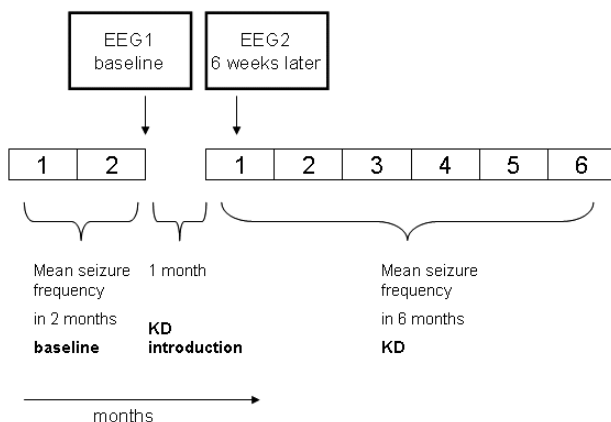 EEG1
baseline
EEG2
6 weeks later
1 2 1 2 3 4 5 6
Mean seizure
frequency
in 2 months
baseline
1 month
KD
introduction
Mean seizure
frequency
in 6 months
KD
months